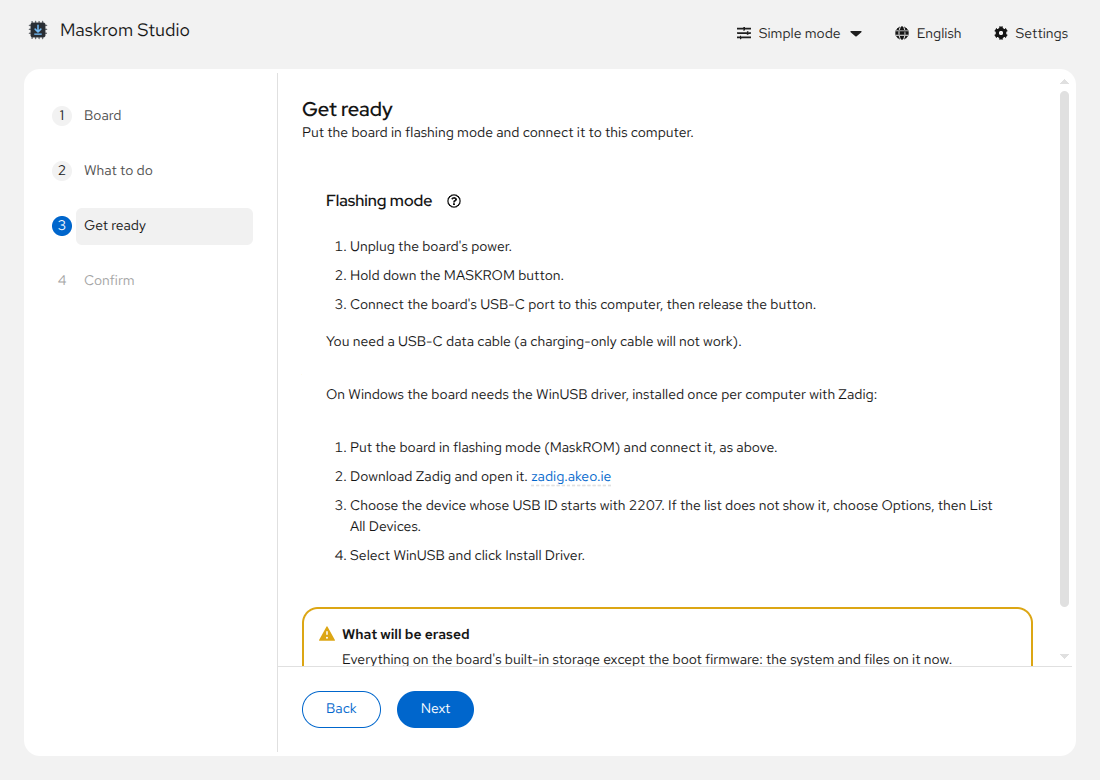 Maskrom Studio
Simple mode
English
Settings
1 Board
2 What to do
3 Get ready
4 Confirm
Get ready
Put the board in flashing mode and connect it to this computer.
Flashing mode
1. Unplug the board's power.
2. Hold down the MASKROM button.
3. Connect the board's USB-C port to this computer, then release the button.
You need a USB-C data cable (a charging-only cable will not work).
On Windows the board needs the WinUSB driver, installed once per computer with Zadig:
1. Put the board in flashing mode (MaskROM) and connect it, as above.
2. Download Zadig and open it. zadig.akeo.ie
3. Choose the device whose USB ID starts with 2207. If the list does not show it, choose Options, then List
All Devices.
4. Select WinUSB and click Install Driver.
What will be erased
Everything on the board's built-in storage except the boot firmware: the system and files on it now.
Back
Next